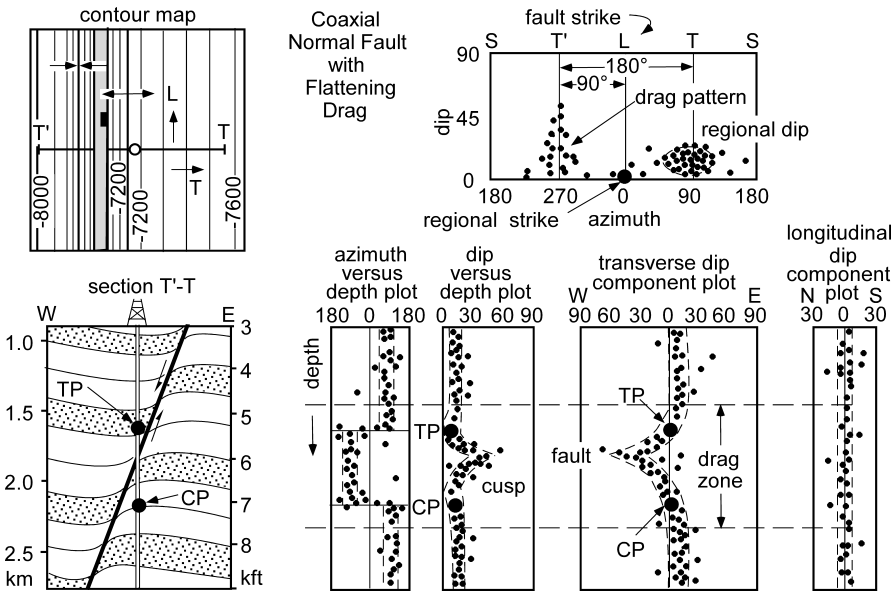 contour map
L
T'
T
T
-8000
-7200
-7200
-7600
Coaxial
Normal Fault
with
Flattening
Drag
fault strike
S T' L T S
90
45
0
dip
180°
90°
drag pattern
regional dip
180 270 0 90 180
regional strike
azimuth
section T'-T
W E
1.0
1.5
2.0
2.5
km
3
4
5
6
7
8
kft
TP
CP
azimuth
versus
depth plot
180 0 180
depth
dip
versus
depth plot
0 30 60 90
TP
CP
cusp
transverse dip
component plot
W E
90 60 30 0 30 60 90
TP
fault
drag
zone
CP
longitudinal
dip
component
plot
N S
30 0 30